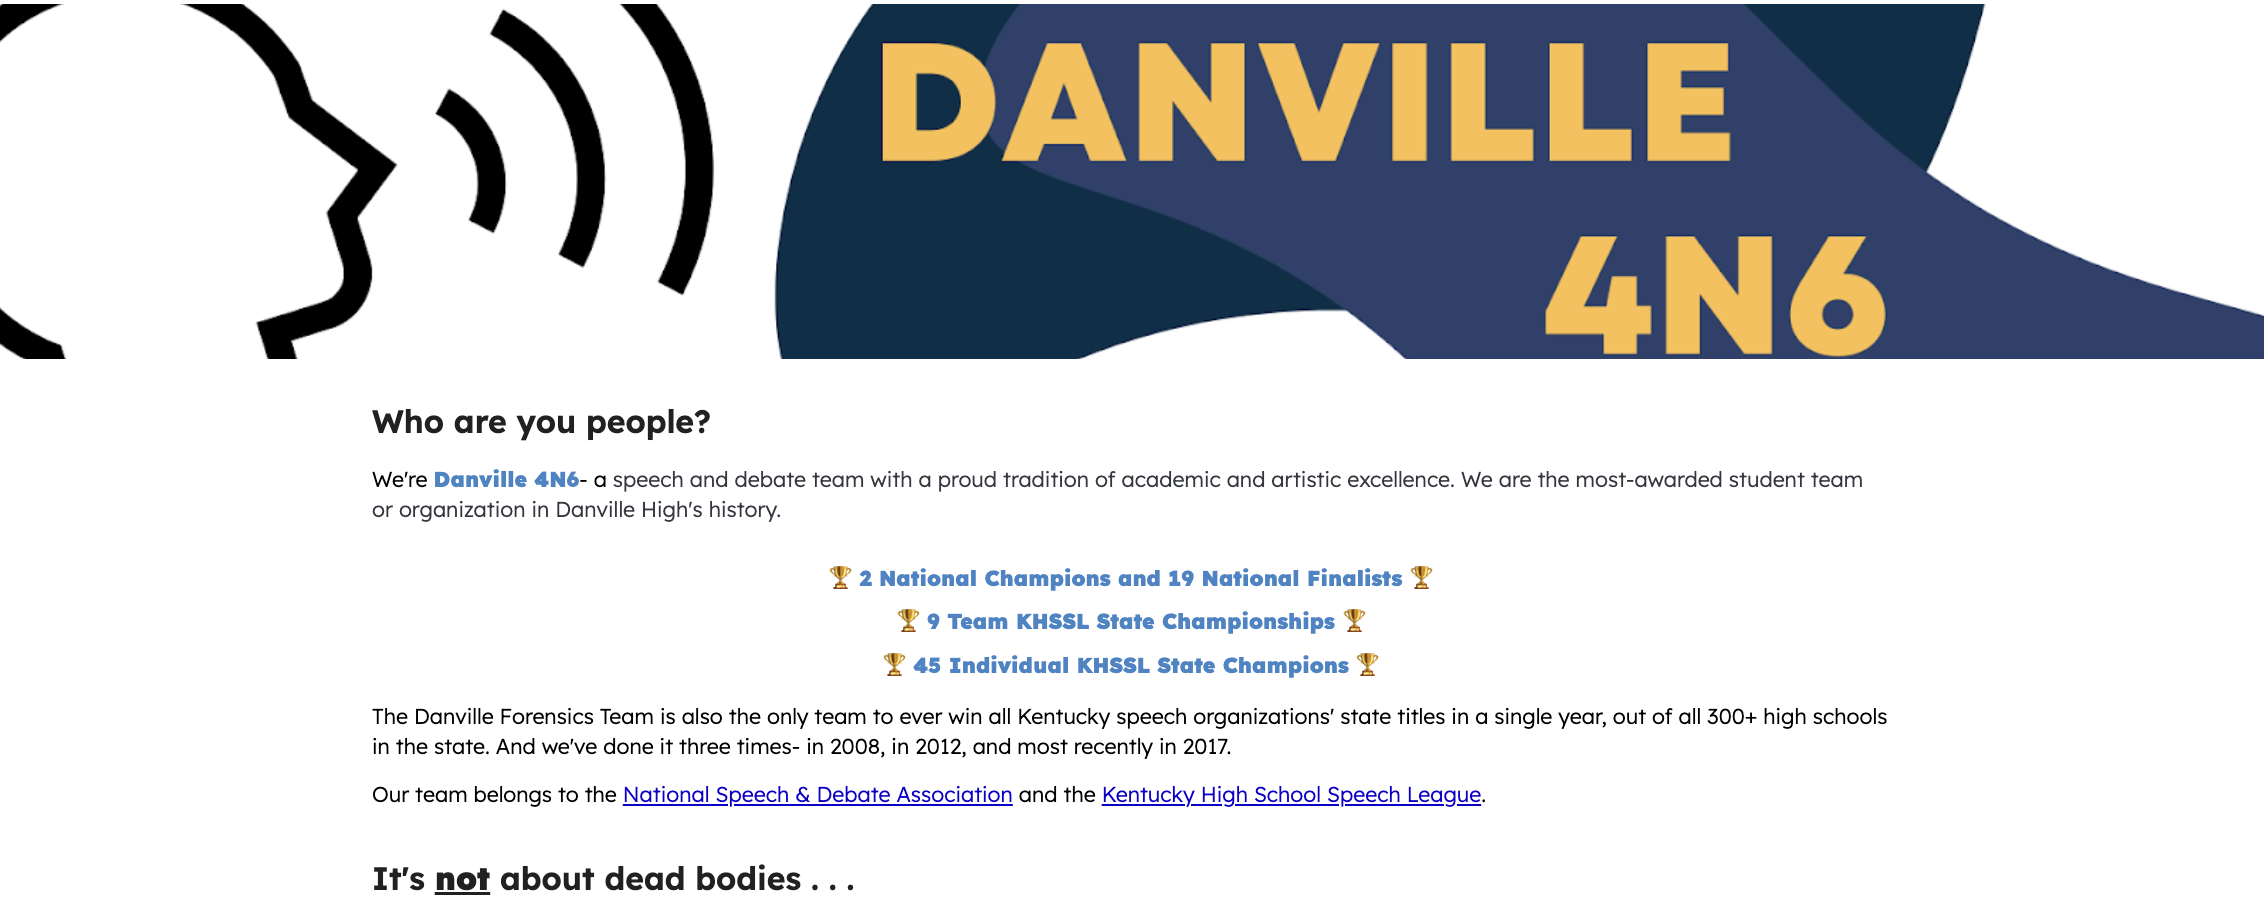 DANVILLE
4N6
Who are you people?
We're Danville 4N6- a speech and debate team with a proud tradition of academic and artistic excellence. We are the most-awarded student team
or organization in Danville High's history.
🏆 2 National Champions and 19 National Finalists 🏆
🏆 9 Team KHSSL State Championships 🏆
🏆 45 Individual KHSSL State Champions 🏆
The Danville Forensics Team is also the only team to ever win all Kentucky speech organizations' state titles in a single year, out of all 300+ high schools
in the state. And we've done it three times- in 2008, in 2012, and most recently in 2017.
Our team belongs to the National Speech & Debate Association and the Kentucky High School Speech League.
It's not about dead bodies . . .